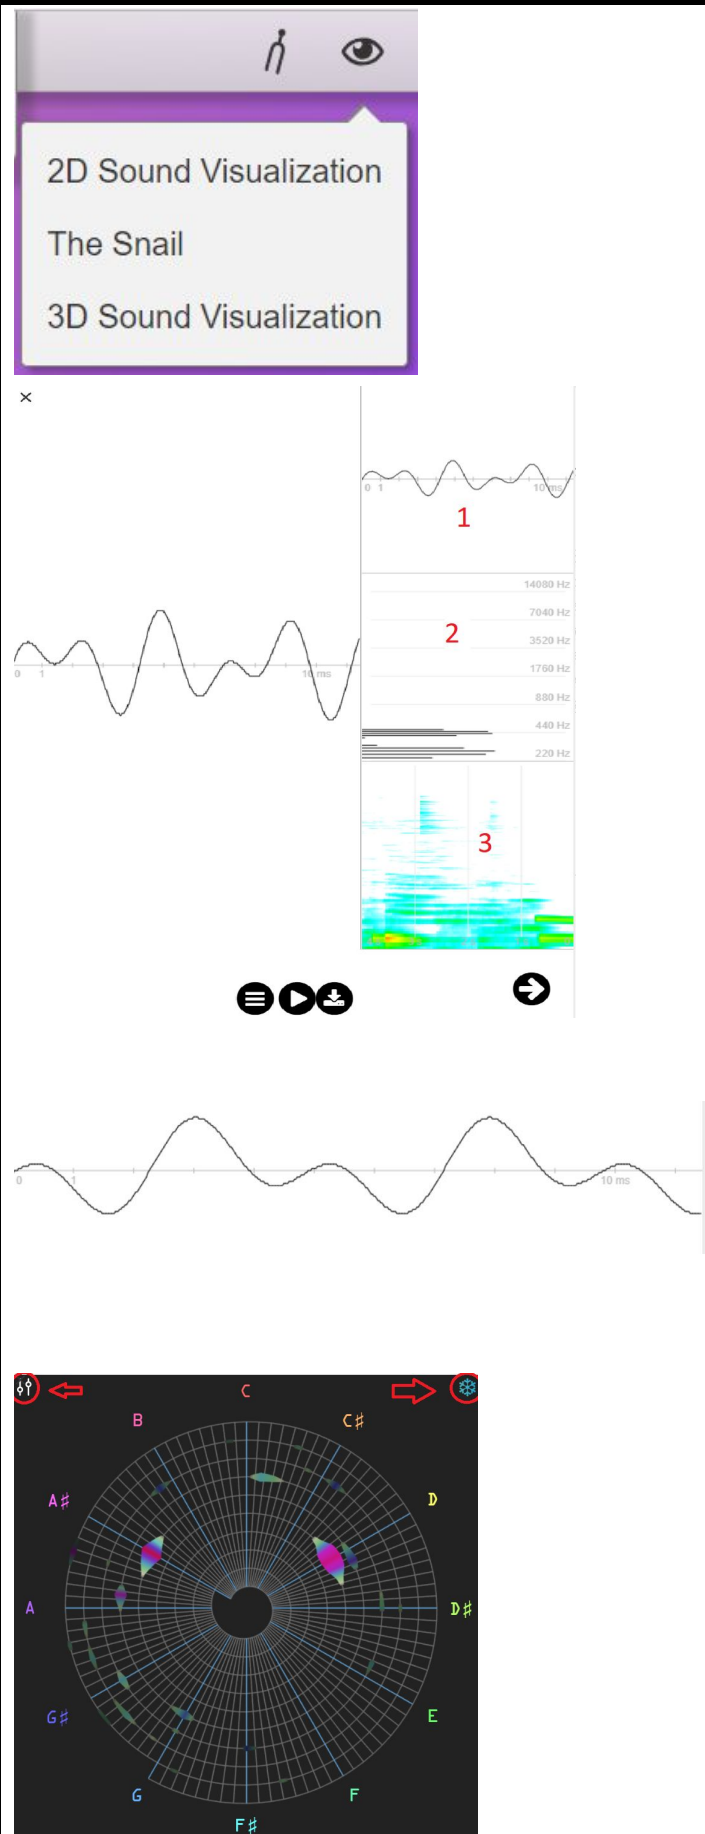 2D Sound Visualization
The Snail
3D Sound Visualization
×
0 1
10 ms
1
14080 Hz
7040 Hz
2
3520 Hz
1760 Hz
880 Hz
440 Hz
220 Hz
0 1
10 ms
3
0 1
10 ms
C
B
C♯
A♯
D
A
D♯
G♯
E
G
F
F♯